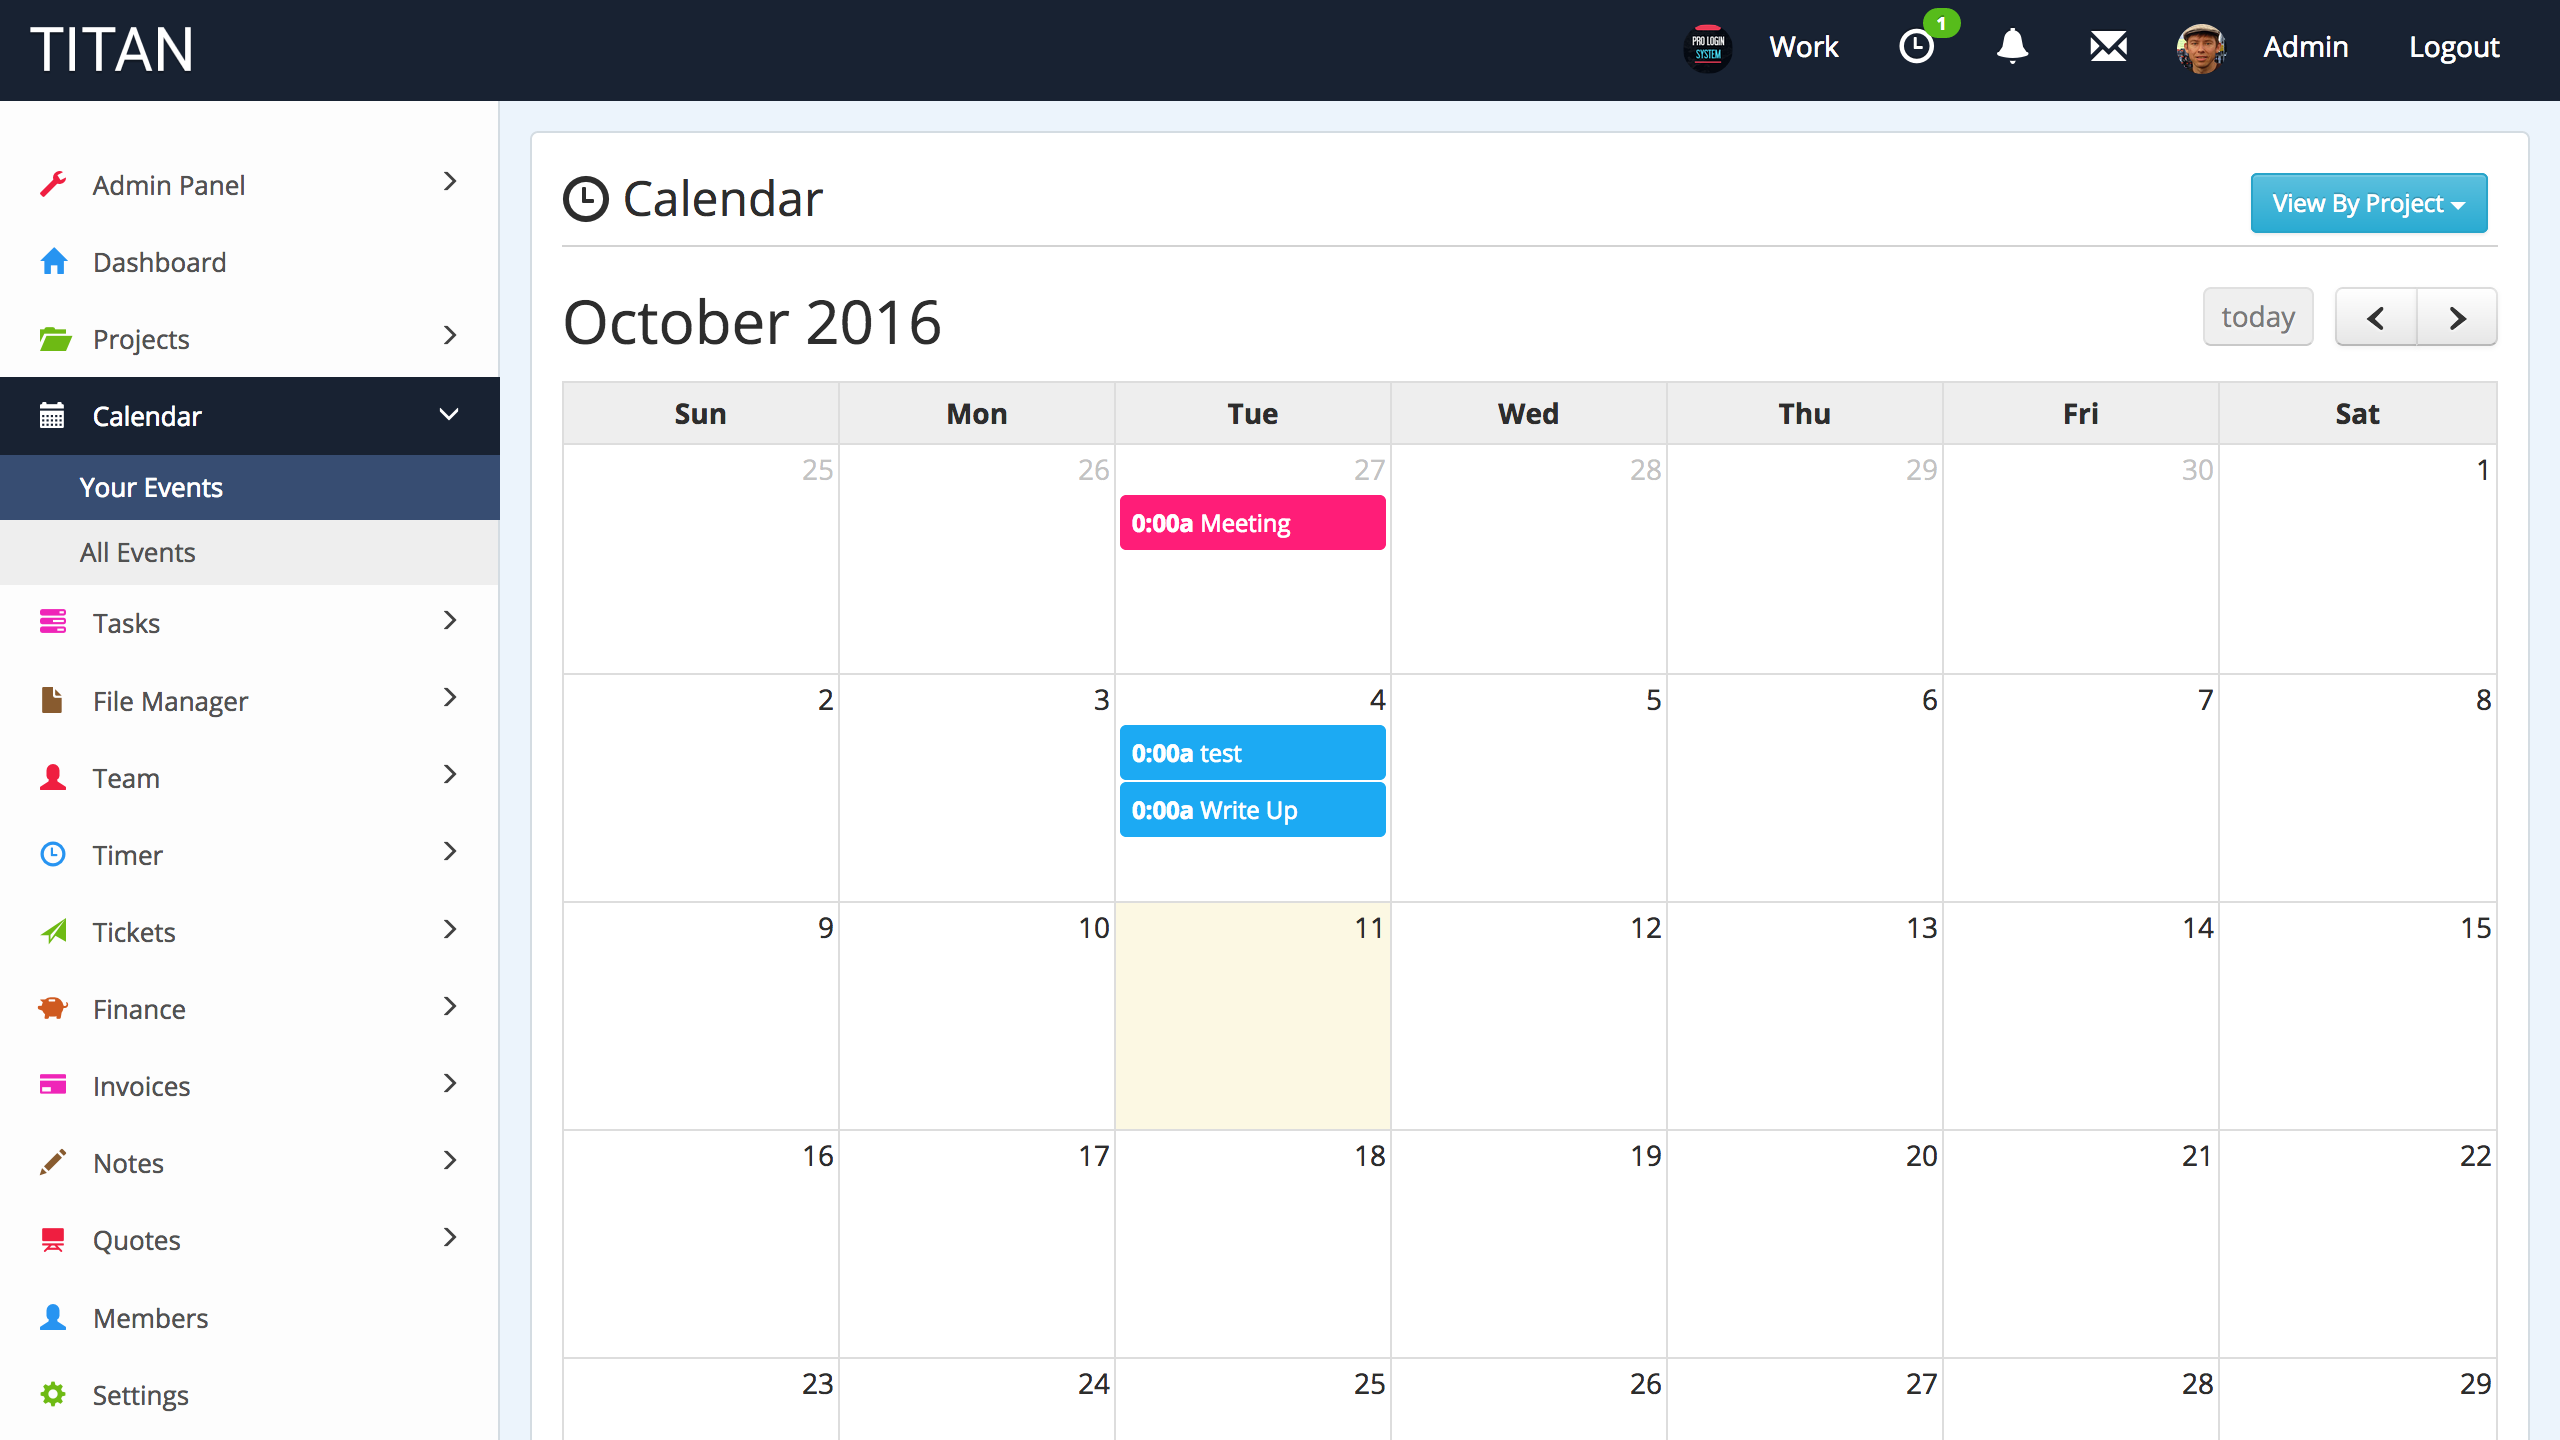 TITAN
PRO LOGIN
SYSTEM
Work
1
Admin
Logout
Admin Panel
Dashboard
Projects
Calendar
Your Events
All Events
Tasks
File Manager
Team
Timer
Tickets
Finance
Invoices
Notes
Quotes
Members
Settings
Calendar
View By Project
October 2016
today
Sun Mon Tue Wed Thu Fri Sat
25 26 27 28 29 30 1
0:00a Meeting
2 3 4 5 6 7 8
0:00a test
0:00a Write Up
9 10 11 12 13 14 15
16 17 18 19 20 21 22
23 24 25 26 27 28 29